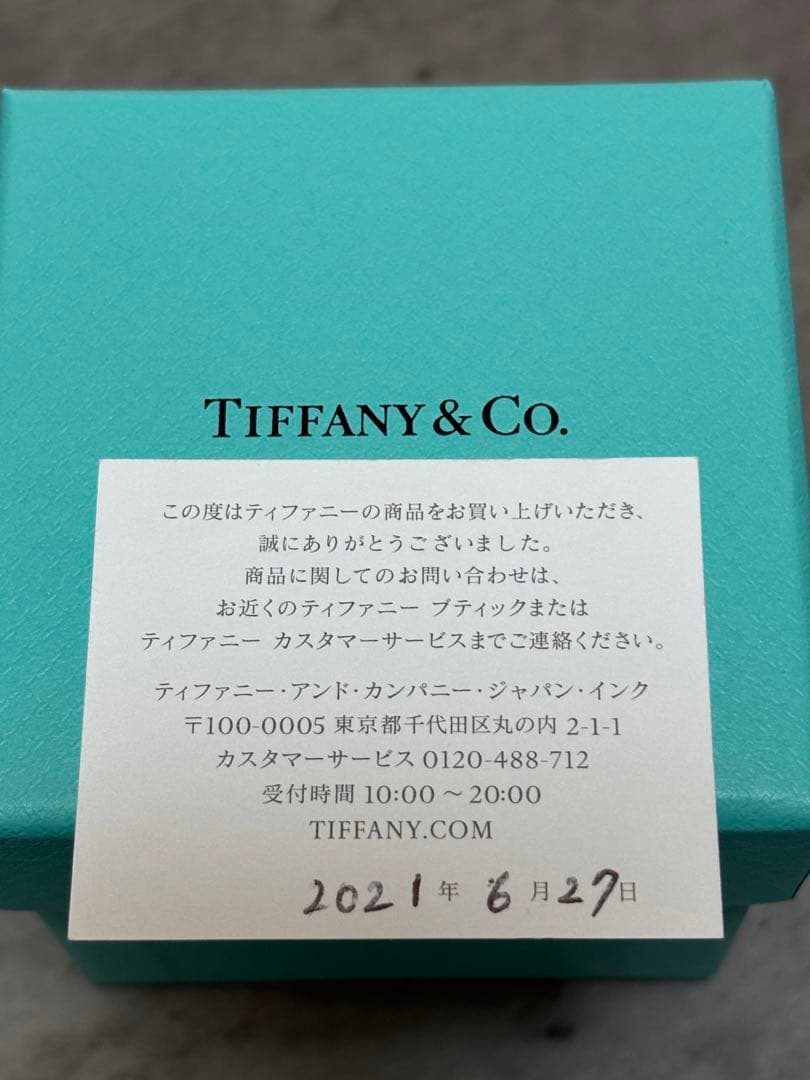 TIFFANY & CO.
この度はティファニーの商品をお買い上げいただき、
誠にありがとうございました。
商品に関してのお問い合わせは、
お近くのティファニー ブティックまたは
ティファニー カスタマーサービスまでご連絡ください。
ティファニー・アンド・カンパニー・ジャパン・インク
〒100-0005 東京都千代田区丸の内 2-1-1
カスタマーサービス 0120-488-712
受付時間 10:00 〜 20:00
TIFFANY.COM
2021年 6月27日